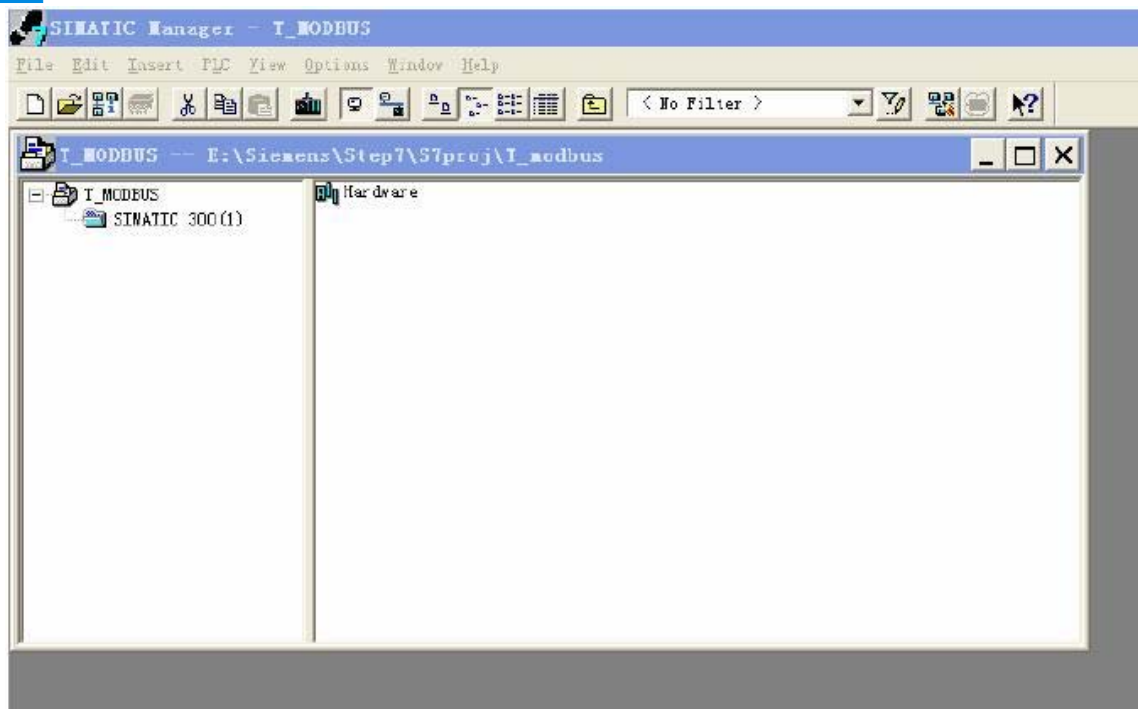 SIMATIC Manager - T_MODBUS
File Edit Insert PLC View Options Window Help
< No Filter >
T_MODBUS -- E:\Siemens\Step7\S7proj\T_modbus
T_MODBUS
Hardware
SIMATIC 300(1)